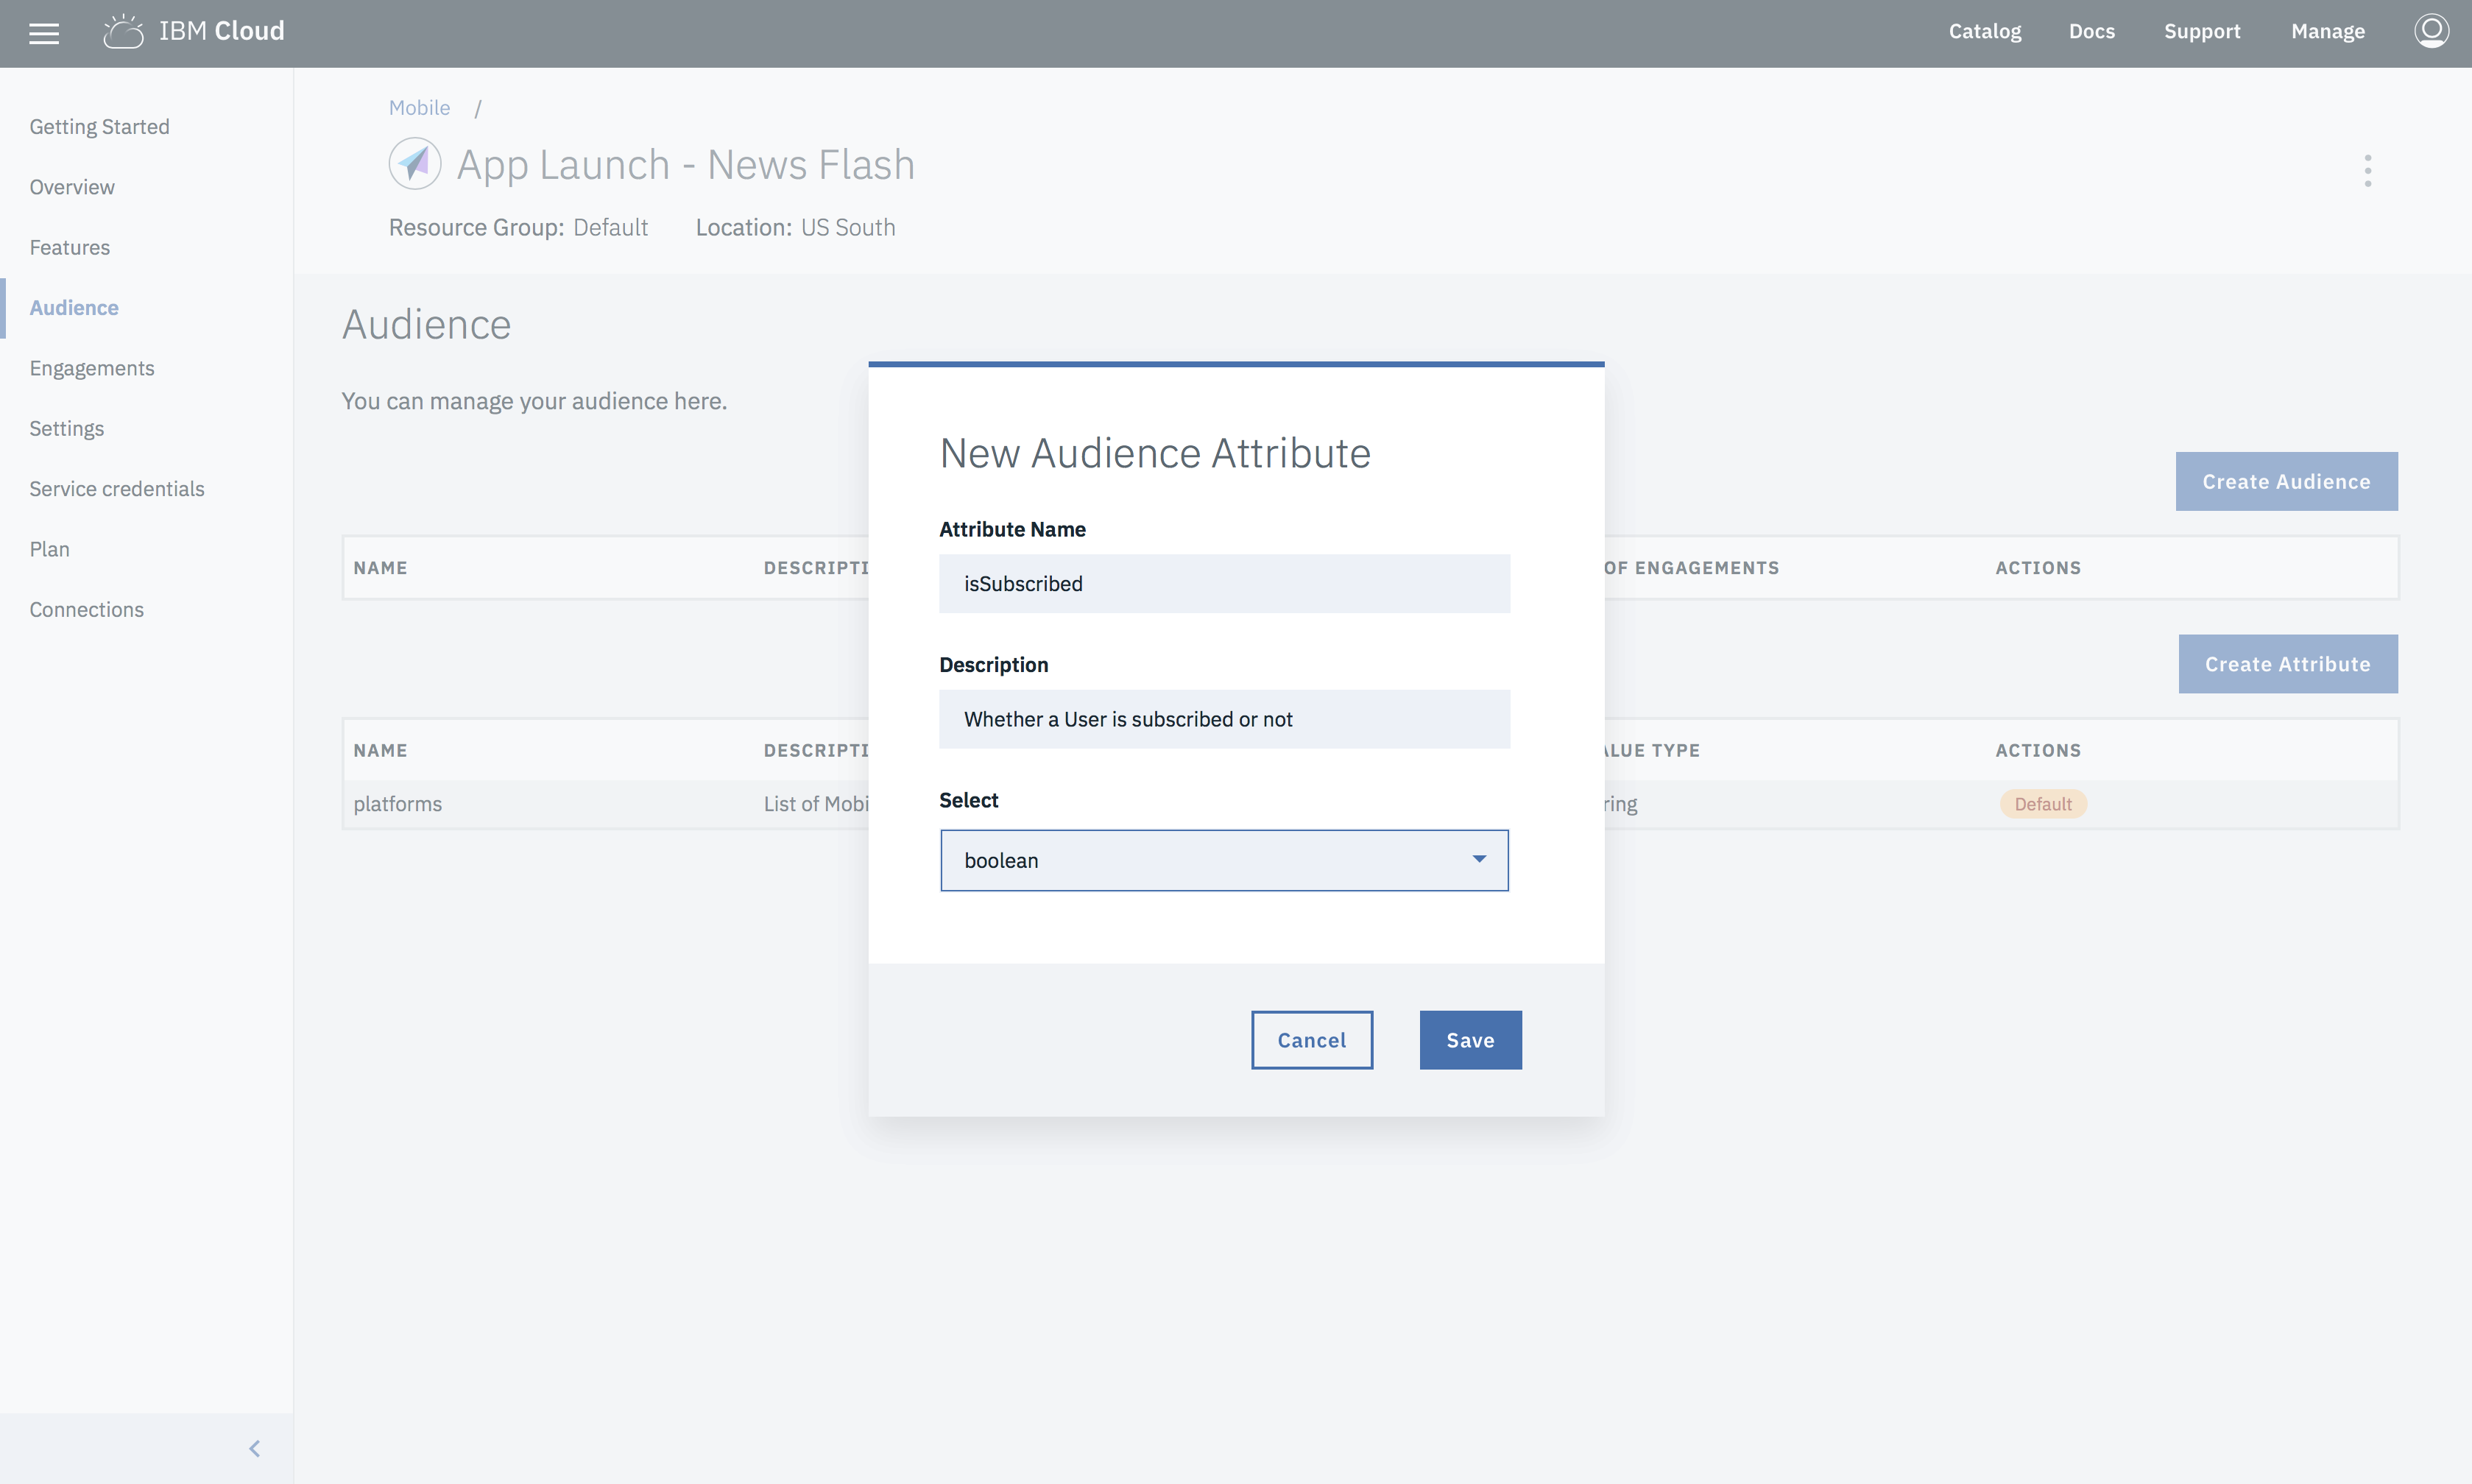 IBM Cloud
Catalog Docs Support Manage
Getting Started
Overview
Features
Audience
Engagements
Settings
Service credentials
Plan
Connections
Mobile /
App Launch - News Flash
Resource Group: Default Location: US South
Audience
You can manage your audience here.
Create Audience
NAME DESCRIPTI OF ENGAGEMENTS ACTIONS
Create Attribute
NAME DESCRIPTI ALUE TYPE ACTIONS
platforms List of Mobi ring Default
New Audience Attribute
Attribute Name
isSubscribed
Description
Whether a User is subscribed or not
Select
boolean
Cancel Save